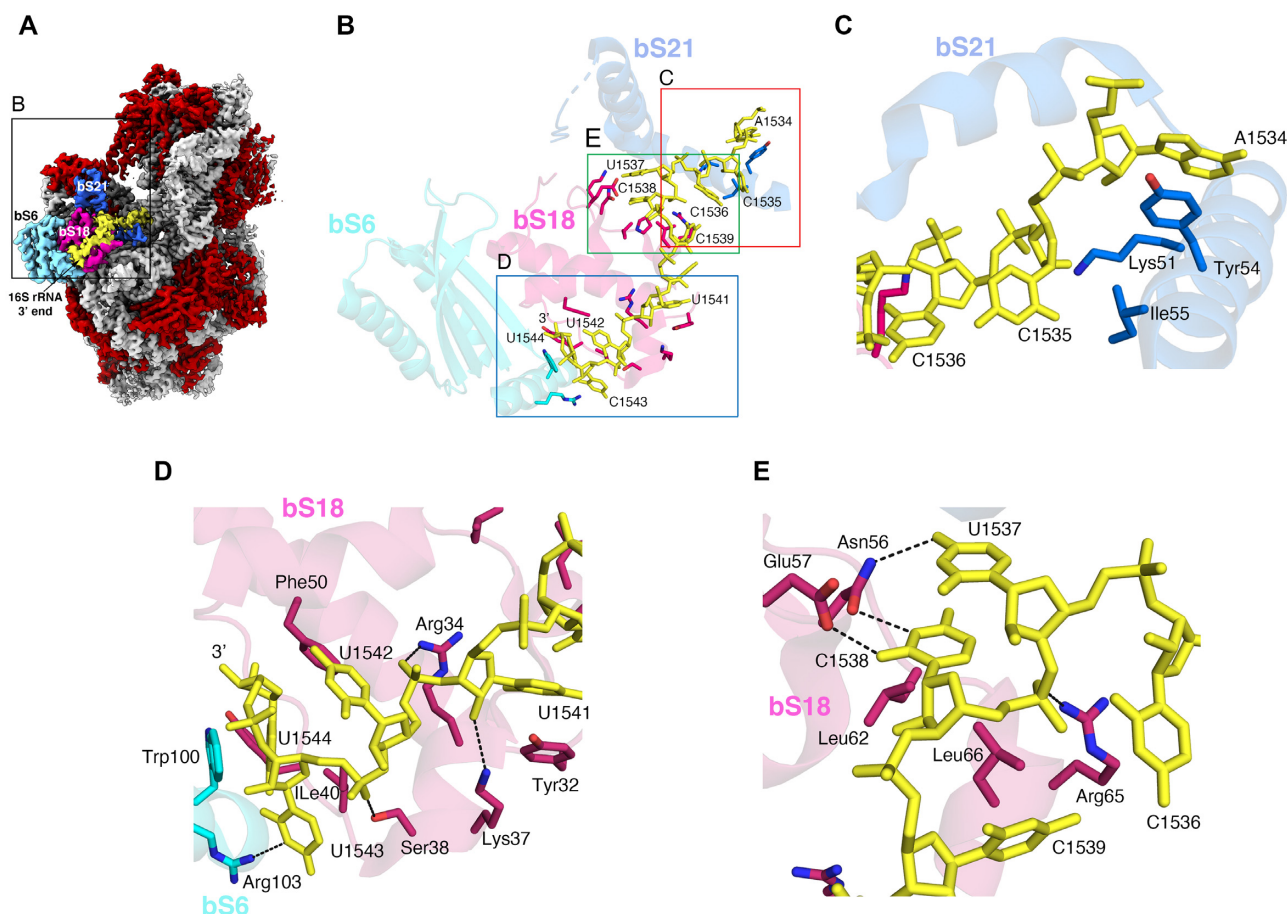 A
B
bS21
bS6
bS18
16S rRNA
3' end
B
bS21
C
A1534
E
U1537
C1538
C1536
C1535
bS6
bS18
C1539
D
U1541
3'
U1542
U1544
C1543
C
bS21
A1534
Lys51
Tyr54
Ile55
C1535
C1536
D
bS18
Phe50
Arg34
3'
U1542
U1541
Trp100
U1544
Tyr32
ILe40
U1543
Ser38
Lys37
Arg103
bS6
E
U1537
Asn56
Glu57
C1538
bS18
Leu62
Leu66
Arg65
C1536
C1539